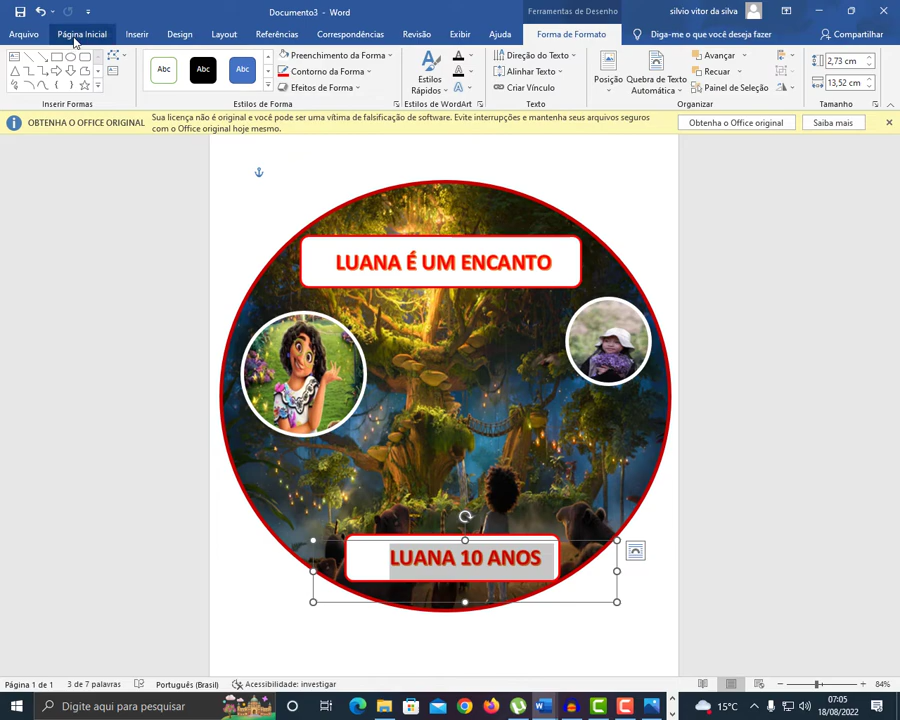 Documento3 - Word
Ferramentas de Desenho
silvio vitor da silva
Arquivo
Página Inicial
Inserir
Design
Layout
Referências
Correspondências
Revisão
Exibir
Ajuda
Forma de Formato
Diga-me o que você deseja fazer
Compartilhar
Abc
Abc
Abc
Preenchimento da Forma
Contorno da Forma
Efeitos de Forma
Estilos
Rápidos
Direção do Texto
Alinhar Texto
Criar Vínculo
Posição
Quebra de Texto
Automática
Avançar
Recuar
Painel de Seleção
2,73 cm
13,52 cm
Inserir Formas
Estilos de Forma
Estilos de WordArt
Texto
Organizar
Tamanho
OBTENHA O OFFICE ORIGINAL
Sua licença não é original e você pode ser uma vítima de falsificação de software. Evite interrupções e mantenha seus arquivos seguros
com o Office original hoje mesmo.
Obtenha o Office original
Saiba mais
LUANA É UM ENCANTO
LUANA 10 ANOS
Página 1 de 1
3 de 7 palavras
Português (Brasil)
Acessibilidade: investigar
84%
Digite aqui para pesquisar
15°C
07:05
18/08/2022